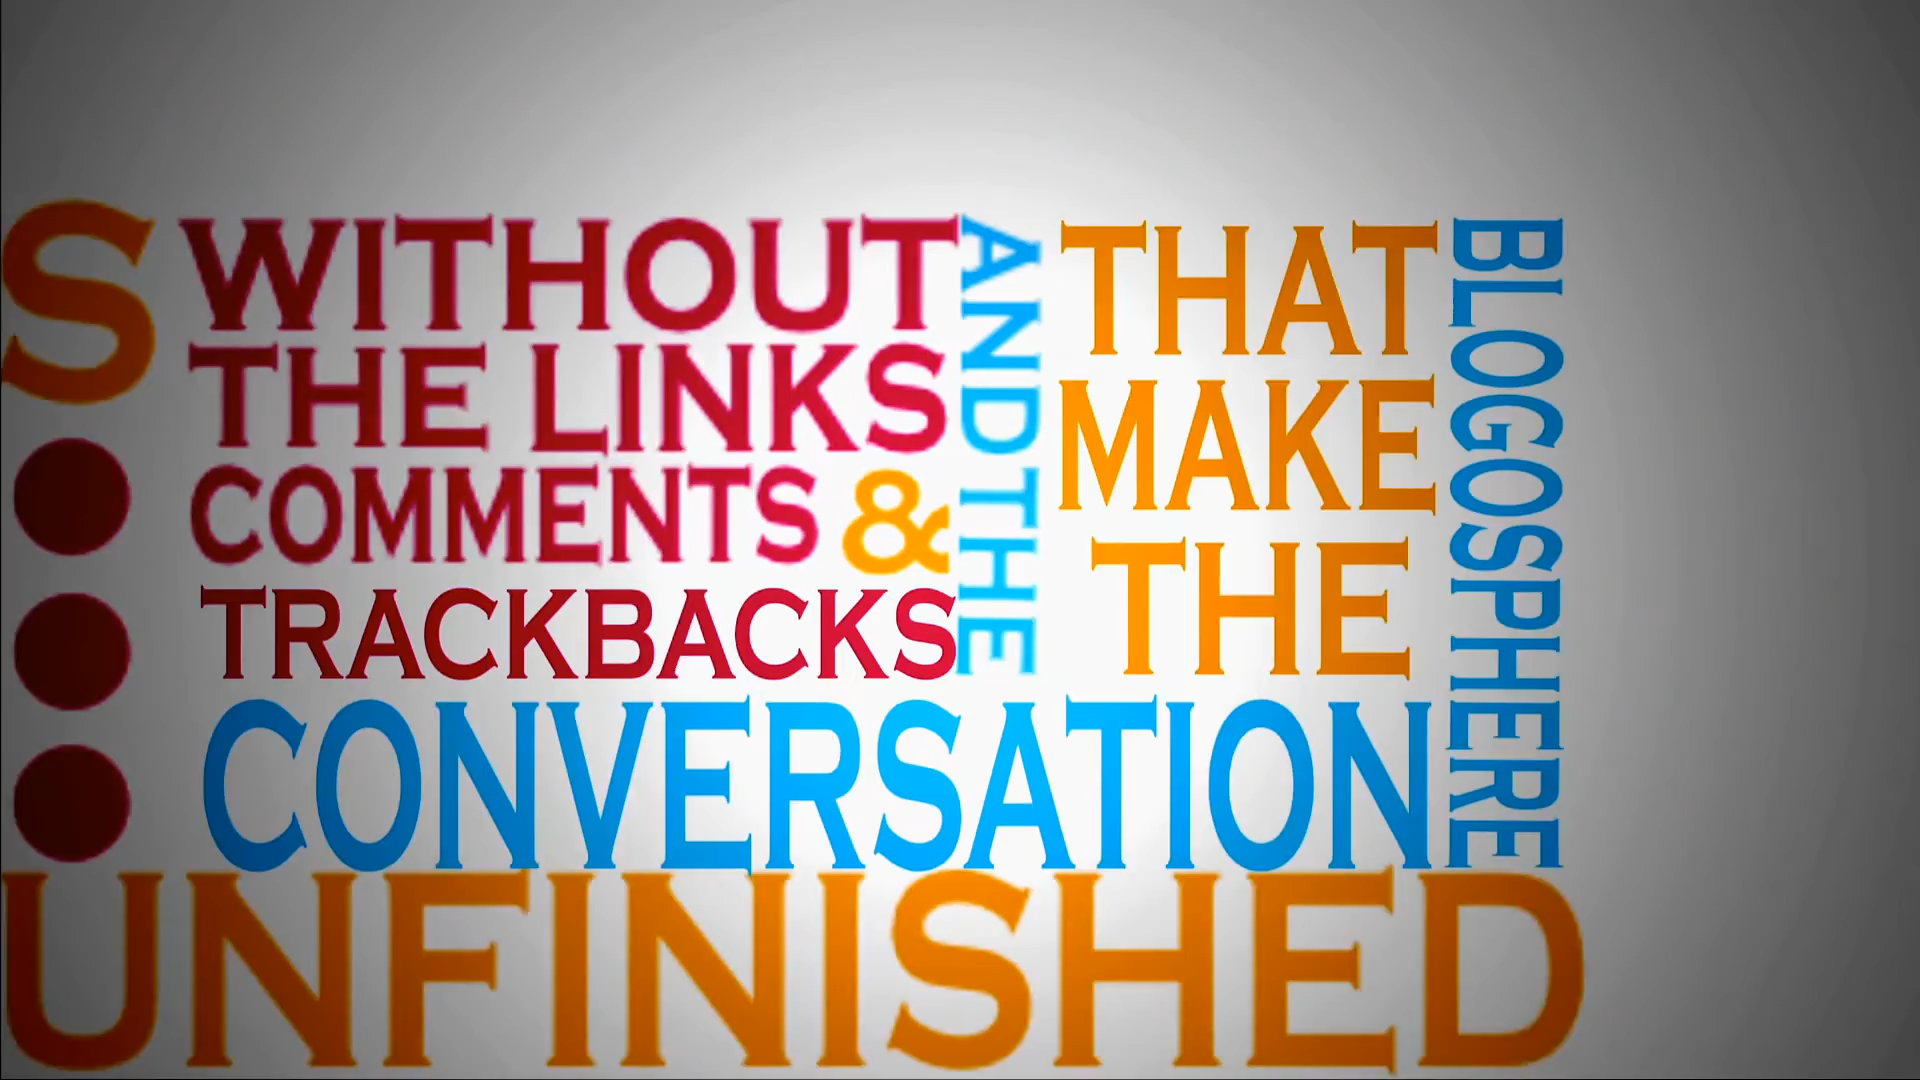 S
WITHOUT
THE LINKS
COMMENTS &
TRACKBACKS
AND THE
CONVERSATION
THAT
MAKE
THE
BLOGOSPHERE
UNFINISHED